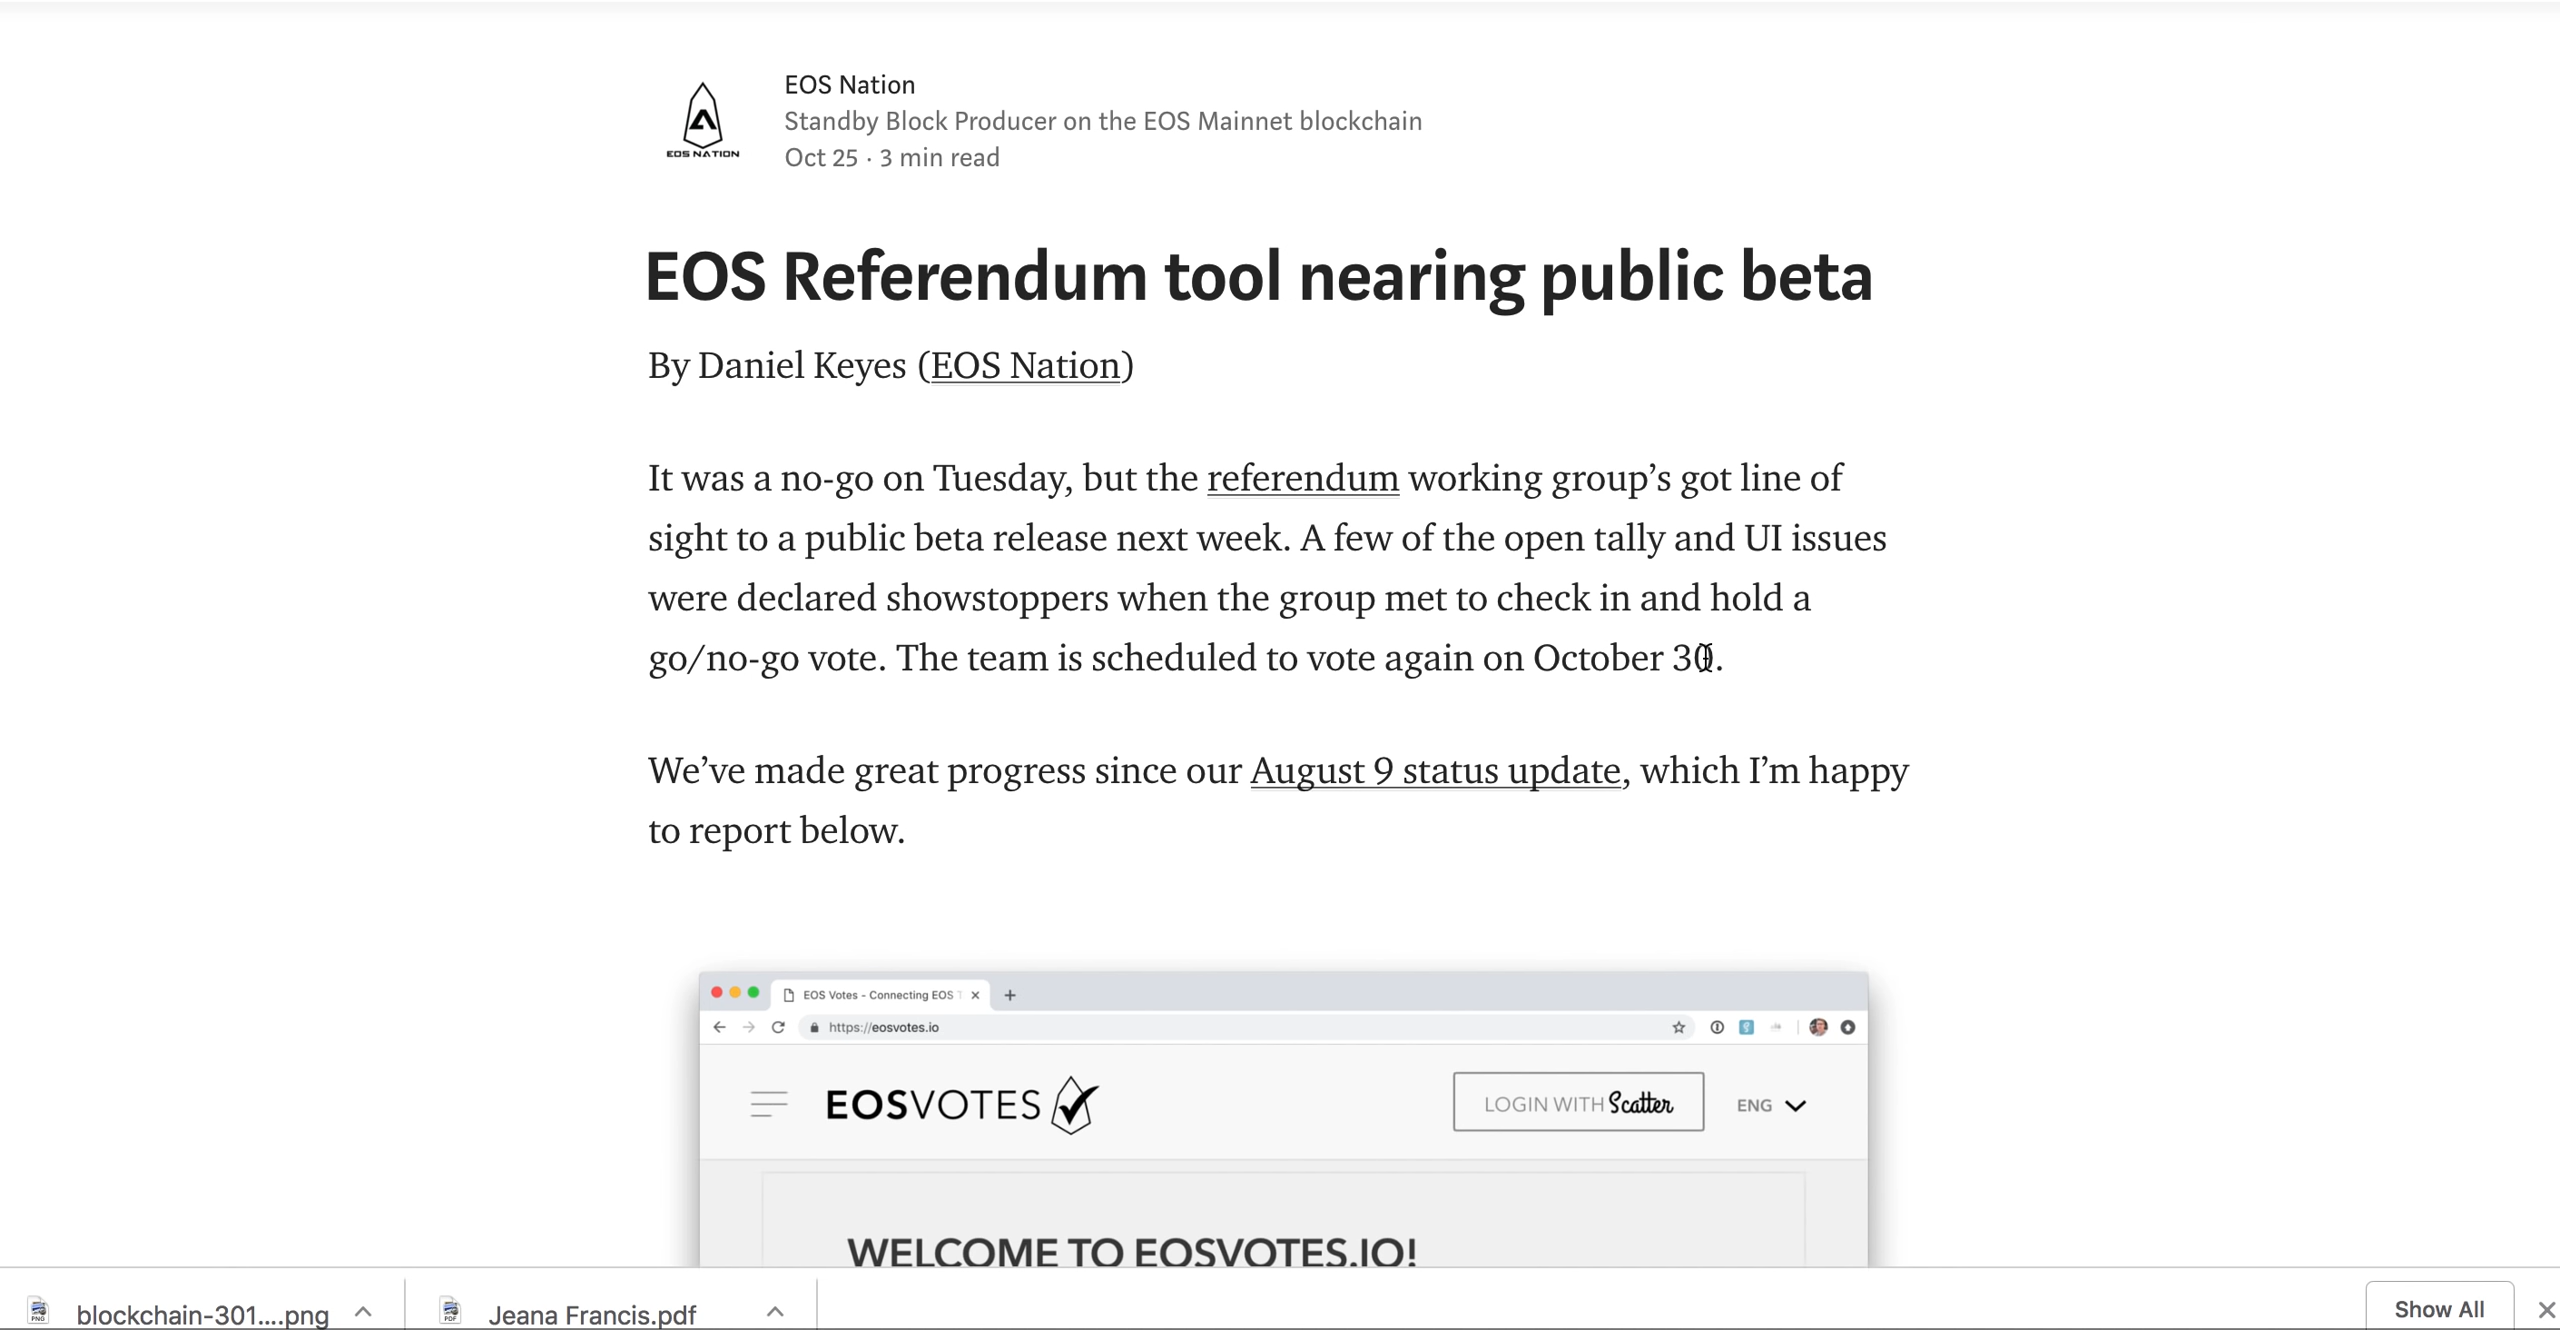 EOS NATION
EOS Nation
Standby Block Producer on the EOS Mainnet blockchain
Oct 25 · 3 min read
EOS Referendum tool nearing public beta
By Daniel Keyes (EOS Nation)
It was a no-go on Tuesday, but the referendum working group’s got line of
sight to a public beta release next week. A few of the open tally and UI issues
were declared showstoppers when the group met to check in and hold a
go/no-go vote. The team is scheduled to vote again on October 30.
We’ve made great progress since our August 9 status update, which I’m happy
to report below.
EOS Votes - Connecting EOS T
https://eosvotes.io
EOSVOTES
LOGIN WITH Scatter
ENG
WELCOME TO EOSVOTES.IO!
PNG
blockchain-301....png
PDF
Jeana Francis.pdf
Show All